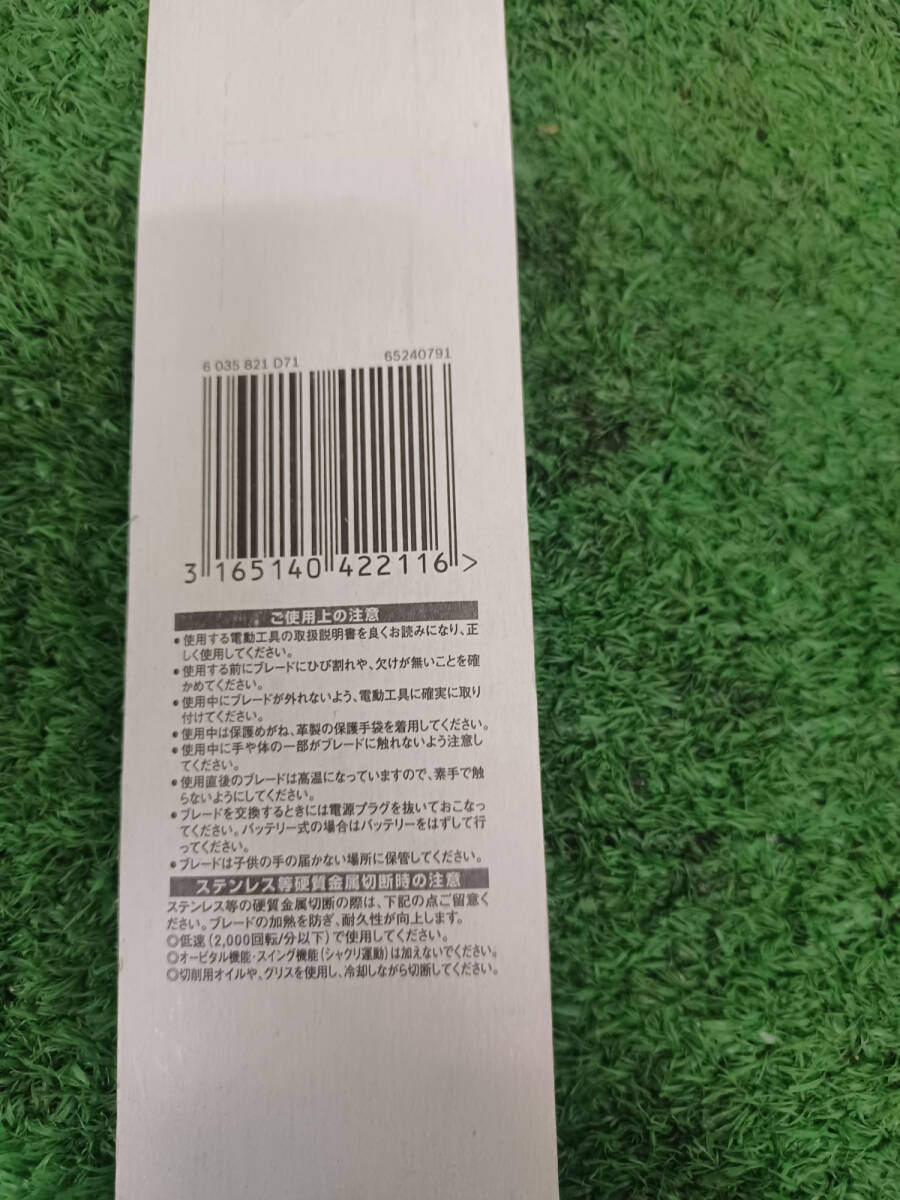 6 035 821 D71 65240791
3 165140 422116 >
ご使用上の注意
•使用する電動工具の取扱説明書を良くお読みになり、正
しく使用してください。
•使用する前にブレードにひび割れや、欠けが無いことを確
かめてください。
•使用中にブレードが外れないよう、電動工具に確実に取り
付けてください。
•使用中は保護めがね、革製の保護手袋を着用してください。
•使用中に手や体の一部がブレードに触れないよう注意し
てください。
•使用直後のブレードは高温になっていますので、素手で触
らないようにしてください。
•ブレードを交換するときには電源プラグを抜いておこなっ
てください。バッテリー式の場合はバッテリーをはずして行
ってください。
•ブレードは子供の手の届かない場所に保管してください。
ステンレス等硬質金属切断時の注意
ステンレス等の硬質金属切断の際は、下記の点ご留意く
ださい。ブレードの加熱を防ぎ、耐久性が向上します。
◎低速(2,000回転/分以下)で使用してください。
◎オービタル機能・スイング機能(シャクリ運動)は加えないでください。
◎切削用オイルや、グリスを使用し、冷却しながら切断してください。